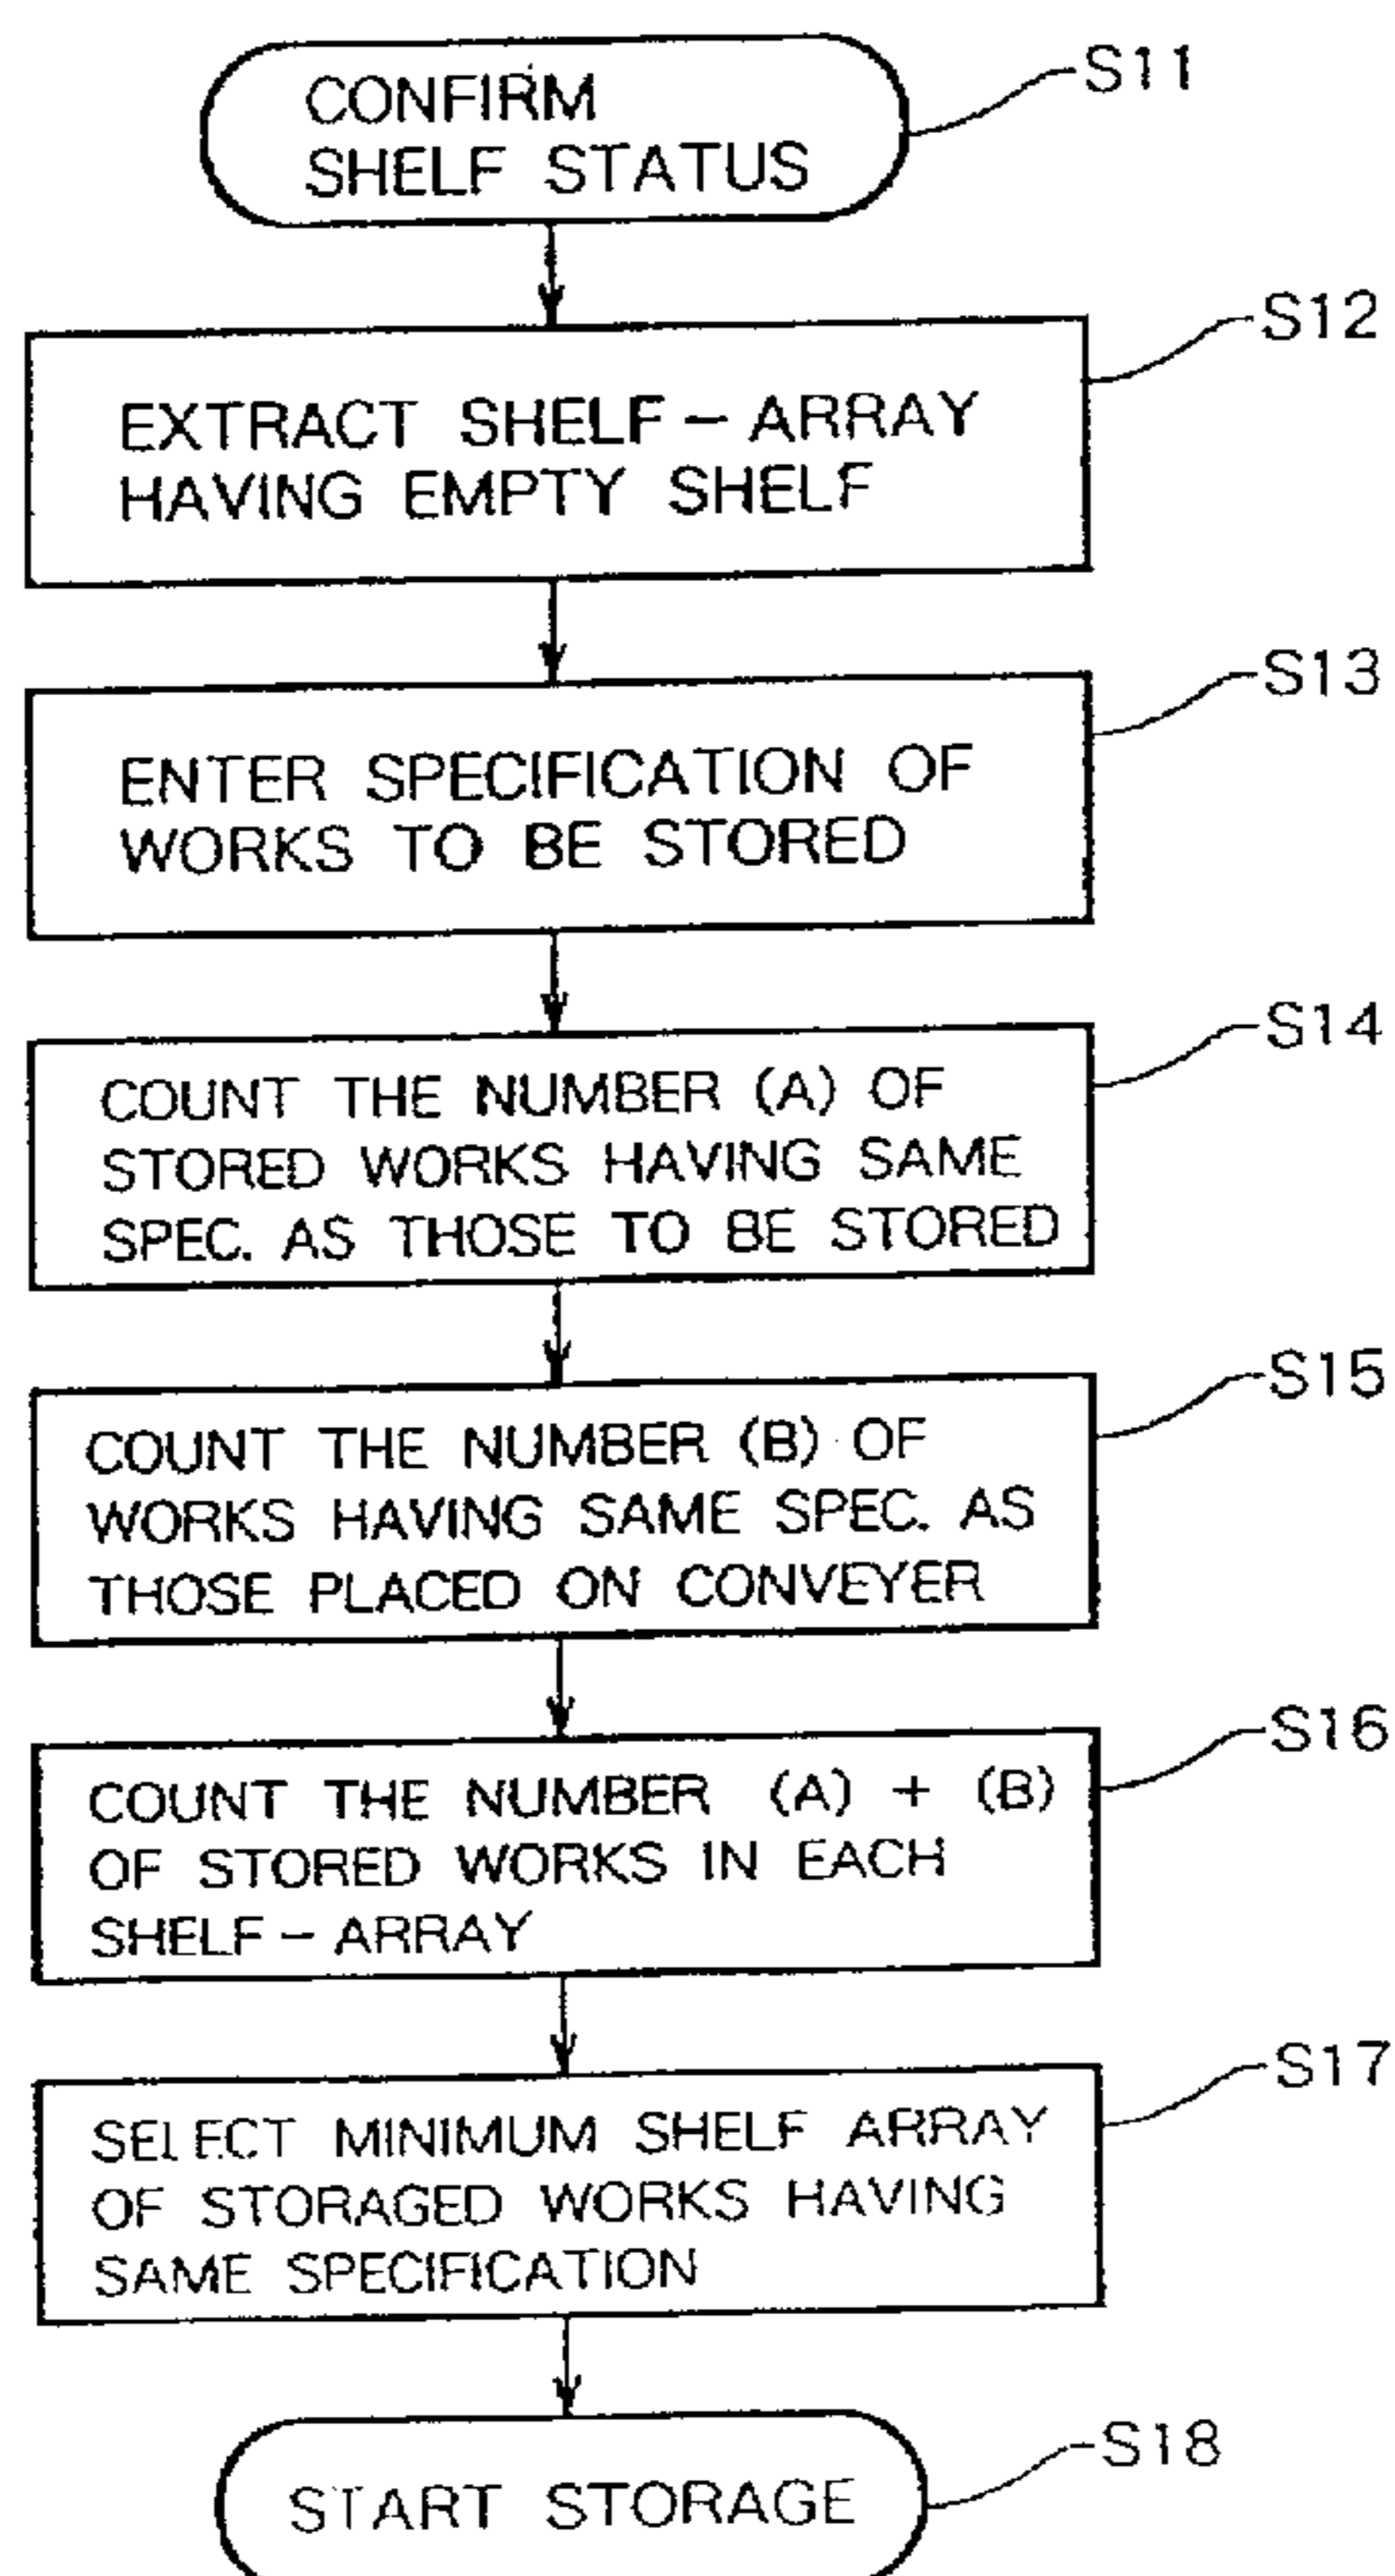 CONFIRM
SHELF STATUS
S11
EXTRACT SHELF-ARRAY
HAVING EMPTY SHELF
S12
ENTER SPECIFICATION OF
WORKS TO BE STORED
S13
COUNT THE NUMBER (A) OF
STORED WORKS HAVING SAME
SPEC. AS THOSE TO BE STORED
S14
COUNT THE NUMBER (B) OF
WORKS HAVING SAME SPEC. AS
THOSE PLACED ON CONVEYER
S15
COUNT THE NUMBER (A) + (B)
OF STORED WORKS IN EACH
SHELF-ARRAY
S16
SELECT MINIMUM SHELF ARRAY
OF STORAGED WORKS HAVING
SAME SPECIFICATION
S17
START STORAGE
S18